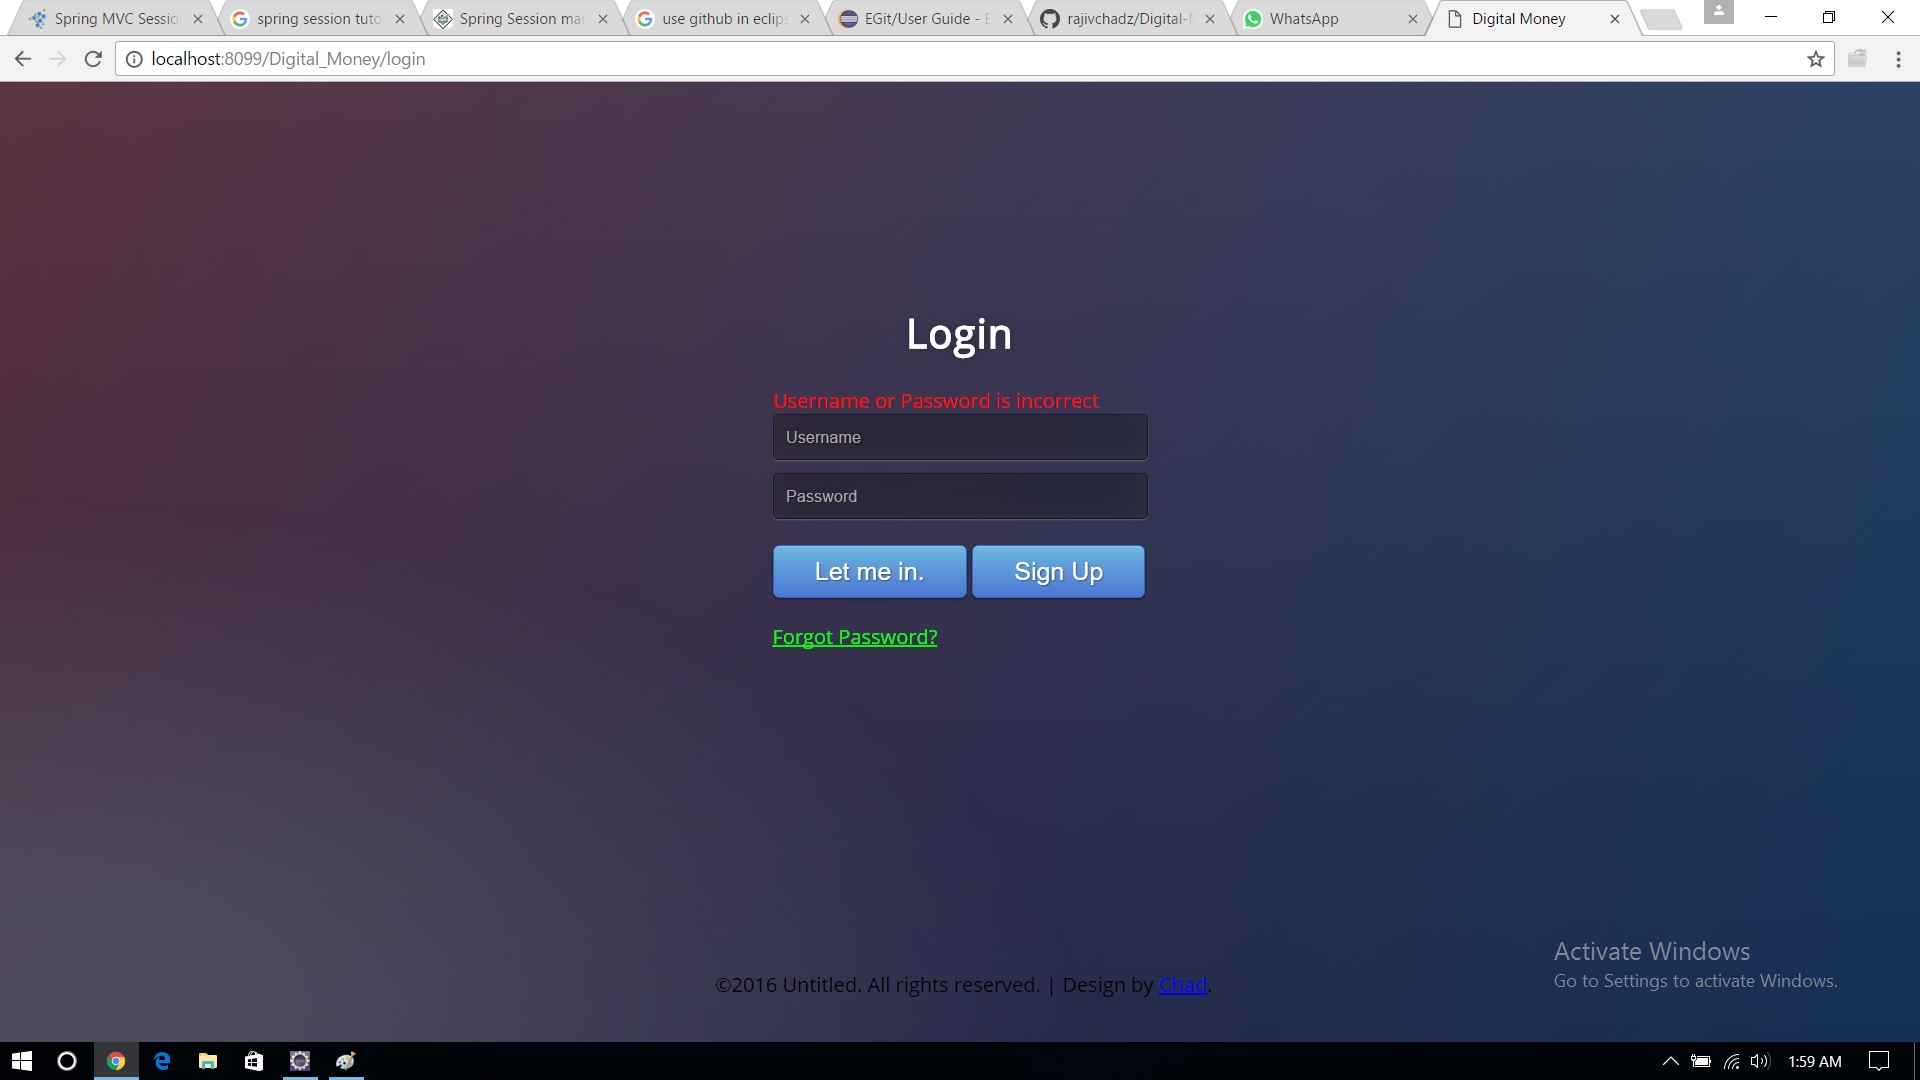 Spring MVC Sessio
spring session tuto
Spring Session ma
use github in eclips
EGit/User Guide - E
rajivchadz/Digital-M
WhatsApp
Digital Money
localhost:8099/Digital_Money/login
Login
Username or Password is incorrect
Username
Password
Let me in.
Sign Up
Forgot Password?
Activate Windows
Go to Settings to activate Windows.
©2016 Untitled. All rights reserved. | Design by Chad.
1:59 AM